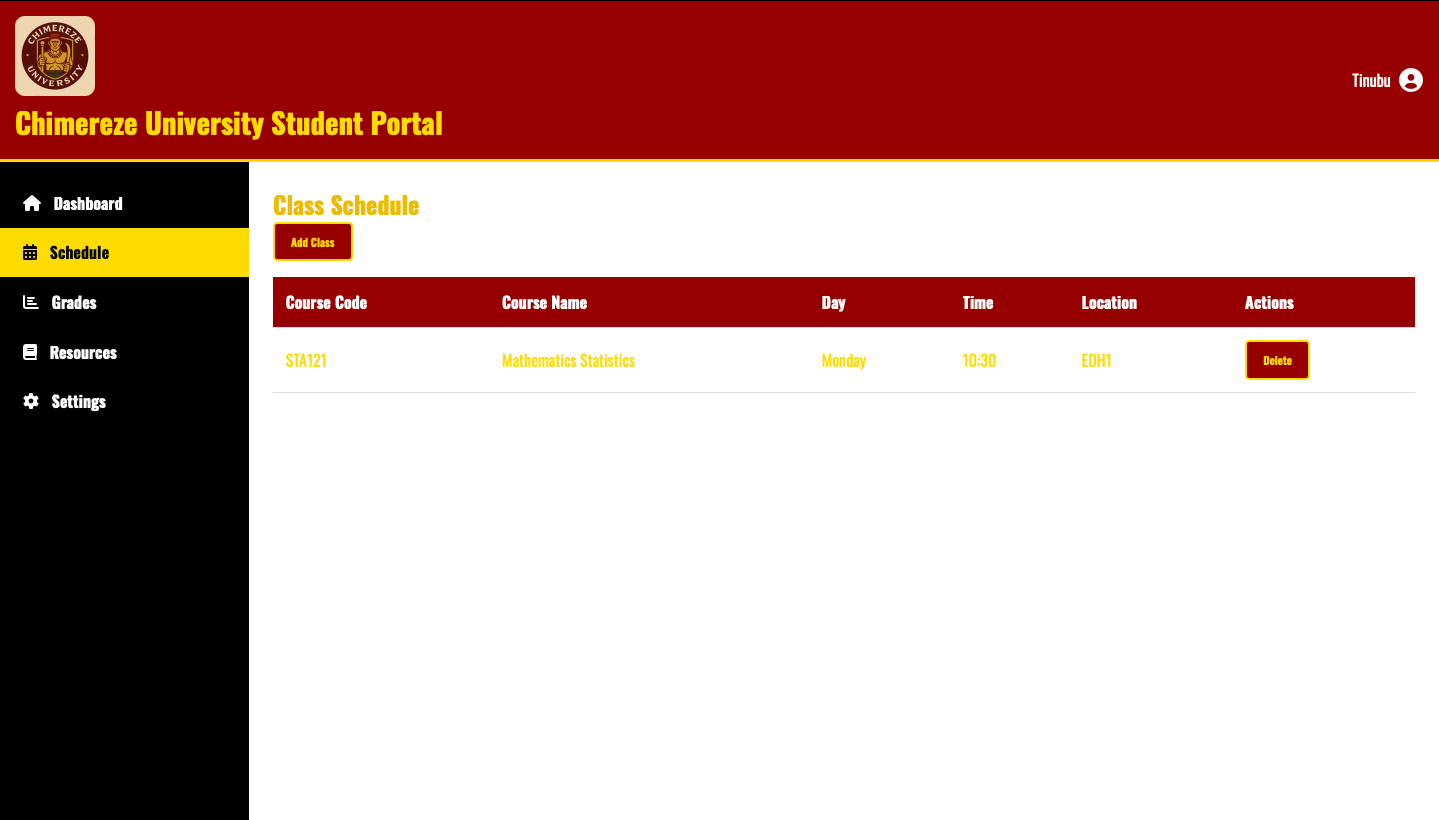 CHIMEREZE
UNIVERSITY
Tinubu
Chimereze University Student Portal
Dashboard
Schedule
Grades
Resources
Settings
Class Schedule
Add Class
Course Code Course Name Day Time Location Actions
STA121 Mathematics Statistics Monday 10:30 EDH1 Delete